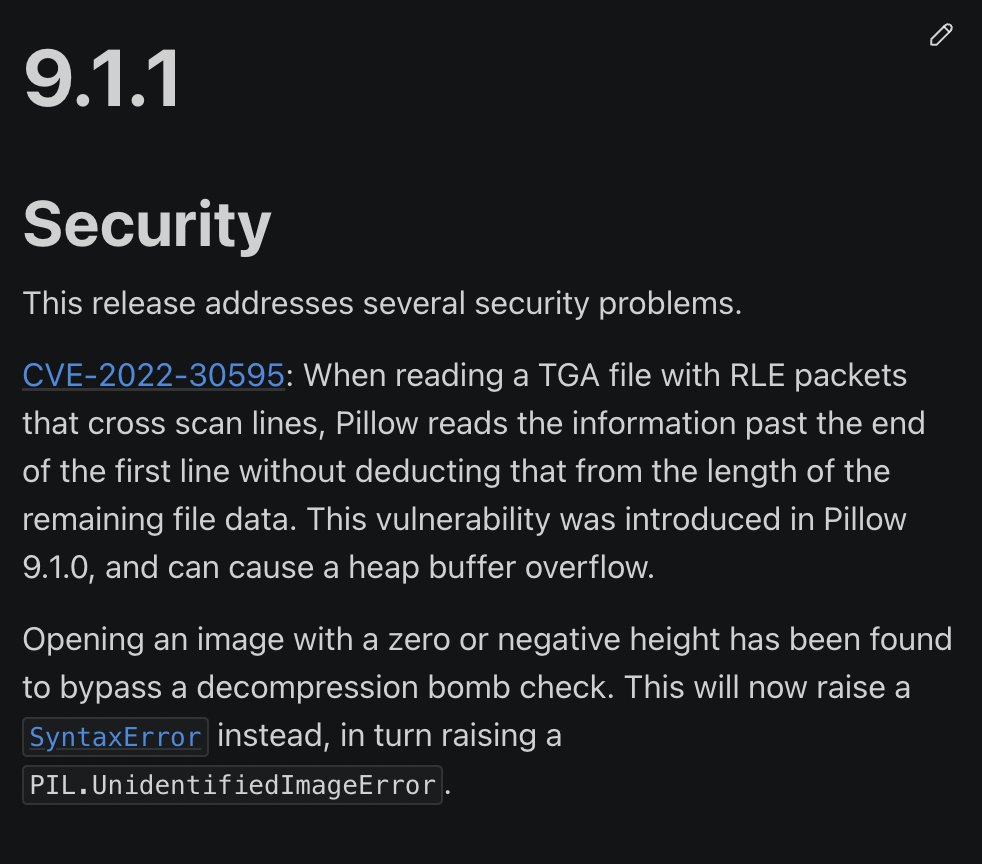 9.1.1
Security
This release addresses several security problems.
CVE-2022-30595: When reading a TGA file with RLE packets
that cross scan lines, Pillow reads the information past the end
of the first line without deducting that from the length of the
remaining file data. This vulnerability was introduced in Pillow
9.1.0, and can cause a heap buffer overflow.
Opening an image with a zero or negative height has been found
to bypass a decompression bomb check. This will now raise a
SyntaxError instead, in turn raising a
PIL.UnidentifiedImageError.